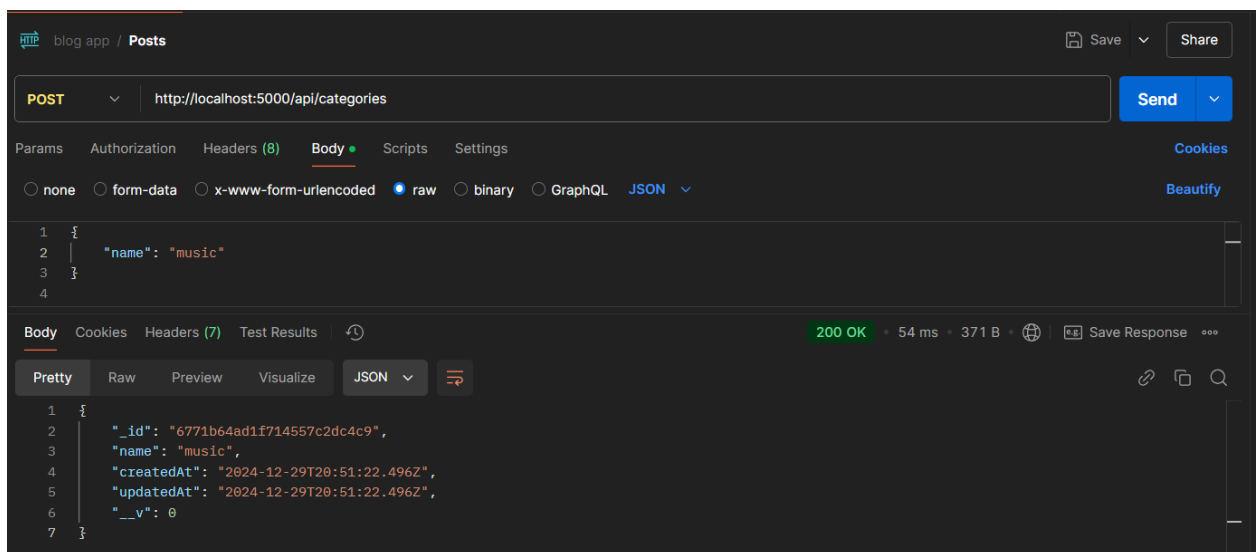 HTTP blog app / Posts Save Share
POST http://localhost:5000/api/categories Send
Params Authorization Headers (8) Body Scripts Settings Cookies
none form-data x-www-form-urlencoded raw binary GraphQL JSON Beautify
1 {
2 "name": "music"
3 }
4
Body Cookies Headers (7) Test Results 200 OK 54 ms 371 B e.g. Save Response
Pretty Raw Preview Visualize JSON
1 {
2 "_id": "6771b64ad1f714557c2dc4c9",
3 "name": "music",
4 "createdAt": "2024-12-29T20:51:22.496Z",
5 "updatedAt": "2024-12-29T20:51:22.496Z",
6 "__v": 0
7 }